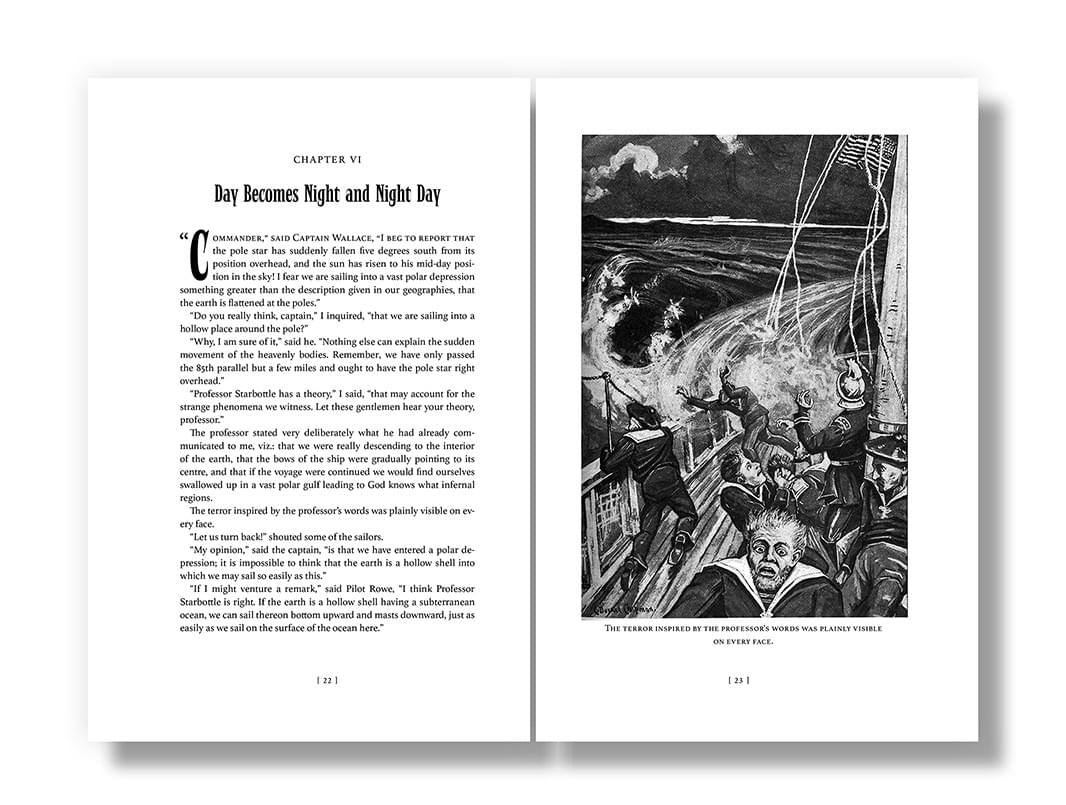 CHAPTER VI
Day Becomes Night and Night Day
“COMMANDER,” SAID CAPTAIN WALLACE, “I BEG TO REPORT THAT
the pole star has suddenly fallen five degrees south from its
position overhead, and the sun has risen to his mid-day posi-
tion in the sky! I fear we are sailing into a vast polar depression
something greater than the description given in our geographies, that
the earth is flattened at the poles.”
“Do you really think, captain,” I inquired, “that we are sailing into a
hollow place around the pole?”
“Why, I am sure of it,” said he. “Nothing else can explain the sudden
movement of the heavenly bodies. Remember, we have only passed
the 85th parallel but a few miles and ought to have the pole star right
overhead.”
“Professor Starbottle has a theory,” I said, “that may account for the
strange phenomena we witness. Let these gentlemen hear your theory,
professor.”
The professor stated very deliberately what he had already com-
municated to me, viz.: that we were really descending to the interior
of the earth, that the bows of the ship were gradually pointing to its
centre, and that if the voyage were continued we would find ourselves
swallowed up in a vast polar gulf leading to God knows what infernal
regions.
The terror inspired by the professor’s words was plainly visible on ev-
ery face.
“Let us turn back!” shouted some of the sailors.
“My opinion,” said the captain, “is that we have entered a polar de-
pression; it is impossible to think that the earth is a hollow shell into
which we may sail so easily as this.”
“If I might venture a remark,” said Pilot Rowe, “I think Professor
Starbottle is right. If the earth is a hollow shell having a subterranean
ocean, we can sail thereon bottom upward and masts downward, just as
easily as we sail on the surface of the ocean here.”
[ 22 ]
THE TERROR INSPIRED BY THE PROFESSOR’S WORDS WAS PLAINLY VISIBLE
ON EVERY FACE.
[ 23 ]